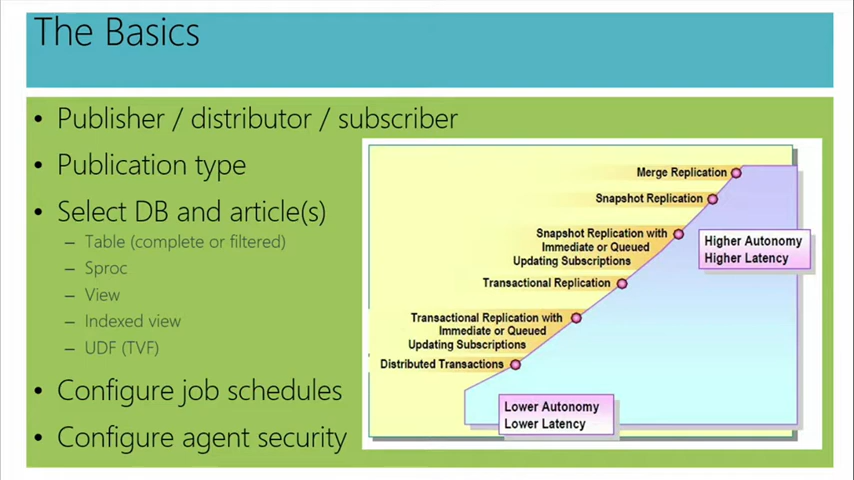 The Basics
• Publisher / distributor / subscriber
• Publication type
• Select DB and article(s)
– Table (complete or filtered)
– Sproc
– View
– Indexed view
– UDF (TVF)
• Configure job schedules
• Configure agent security
Merge Replication
Snapshot Replication
Snapshot Replication with
Immediate or Queued
Updating Subscriptions
Transactional Replication
Transactional Replication with
Immediate or Queued
Updating Subscriptions
Distributed Transactions
Higher Autonomy
Higher Latency
Lower Autonomy
Lower Latency